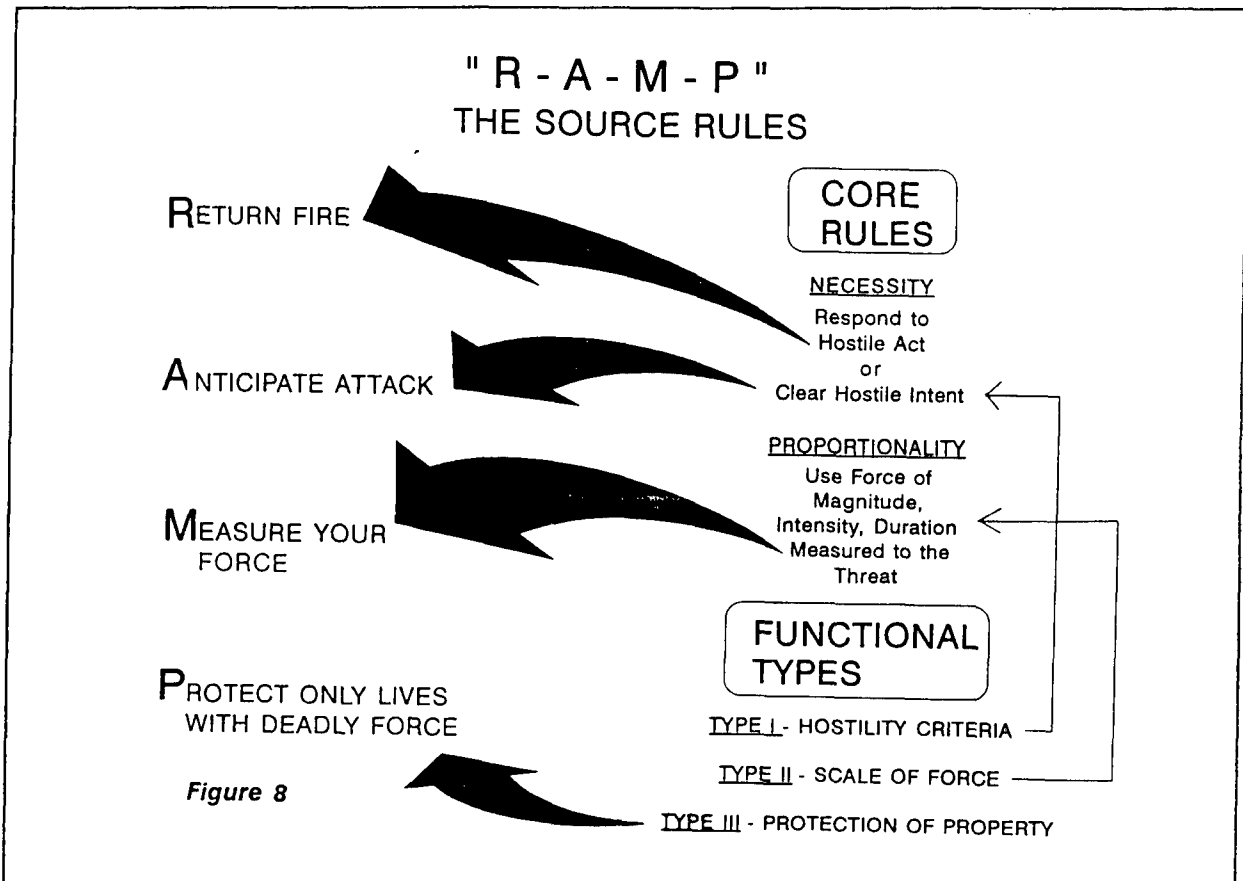 "R - A - M - P"
THE SOURCE RULES
RETURN FIRE
ANTICIPATE ATTACK
MEASURE YOUR
FORCE
PROTECT ONLY LIVES
WITH DEADLY FORCE
Figure 8
CORE
RULES
NECESSITY
Respond to
Hostile Act
or
Clear Hostile Intent
PROPORTIONALITY
Use Force of
Magnitude,
Intensity, Duration
Measured to the
Threat
FUNCTIONAL
TYPES
TYPE I - HOSTILITY CRITERIA
TYPE II - SCALE OF FORCE
TYPE III - PROTECTION OF PROPERTY